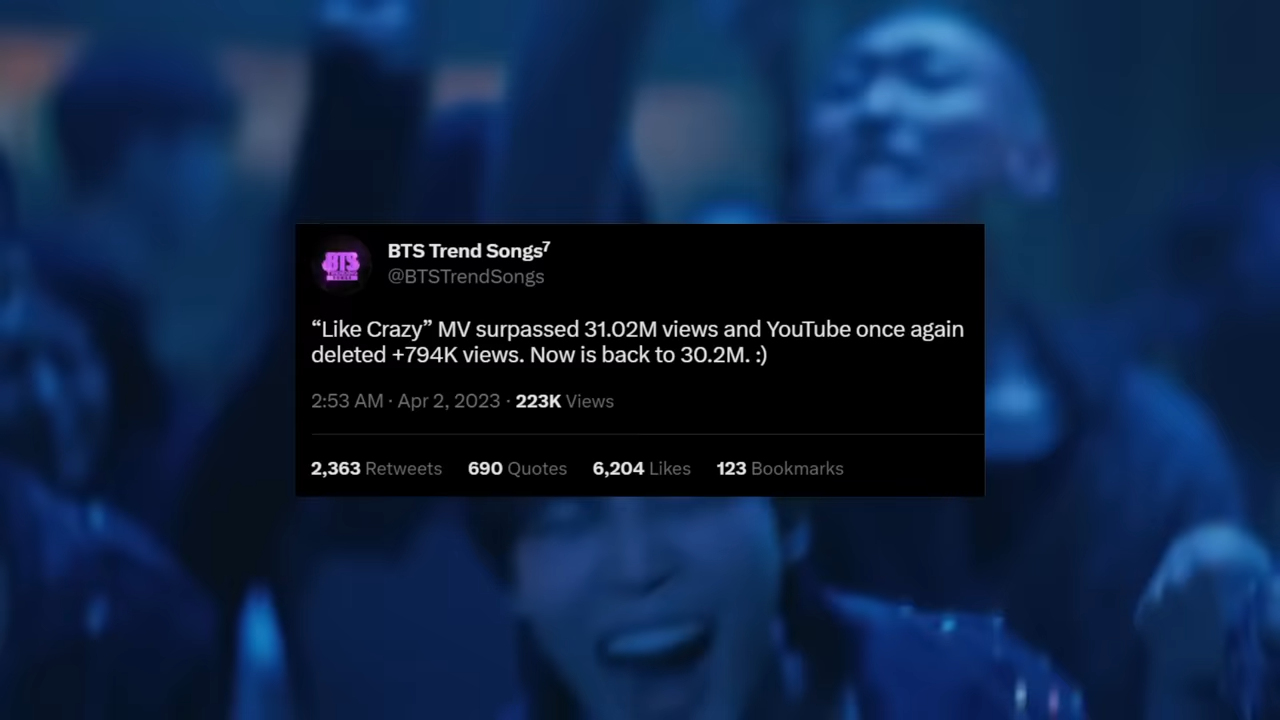 BTS
BTS Trend Songs⁷
@BTSTrendSongs
“Like Crazy” MV surpassed 31.02M views and YouTube once again
deleted +794K views. Now is back to 30.2M. :)
2:53 AM · Apr 2, 2023 · 223K Views
2,363 Retweets 690 Quotes 6,204 Likes 123 Bookmarks